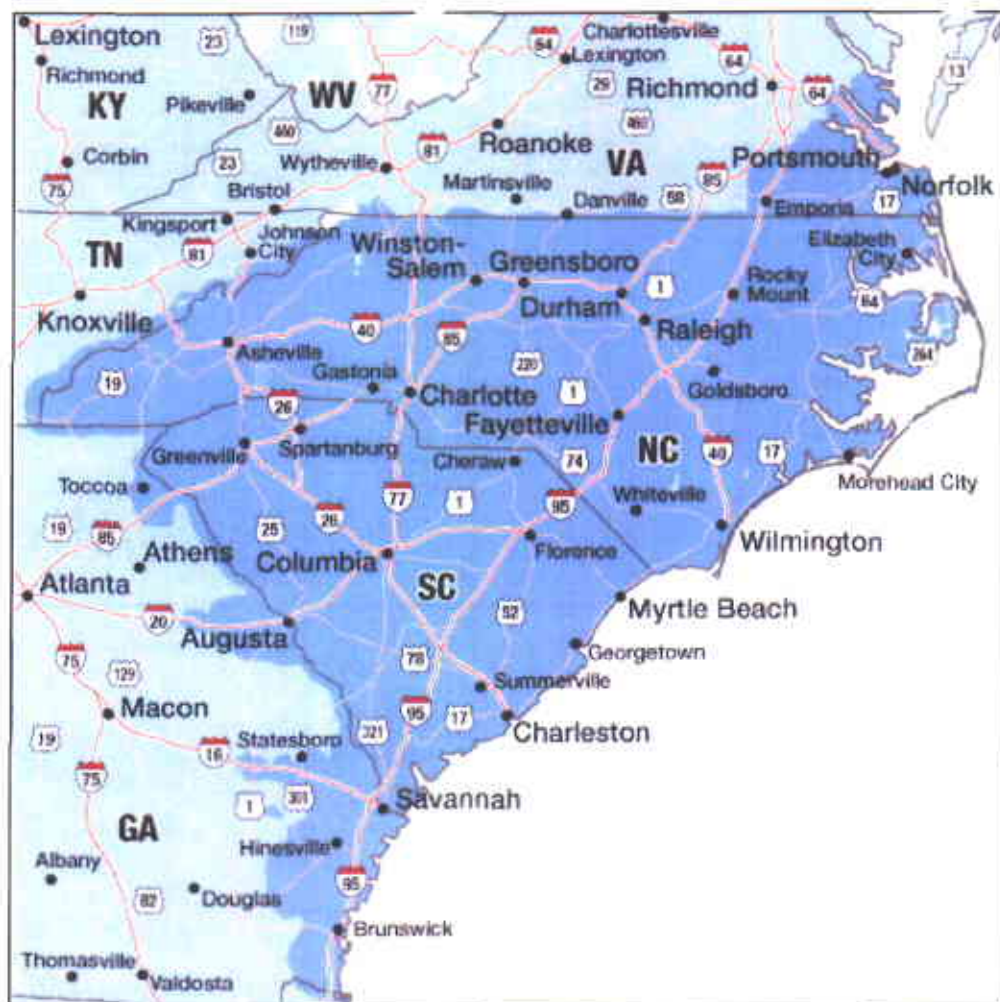 Lexington
23
119
64
Charlottesville
Lexington
64
13
Richmond
KY
Pikeville
WV
77
29
Richmond
64
460
Roanoke
460
Corbin
23
Wytheville
81
VA
Portsmouth
Norfolk
75
Bristol
Martinsville
58
85
17
Kingsport
Danville
Emporia
TN
81
Johnson
City
Winston-
Salem
Greensboro
Elizabeth
City
Knoxville
Durham
1
Rocky
Mount
64
40
85
Raleigh
264
Asheville
19
Gastonia
220
Goldsboro
26
Charlotte
1
Fayetteville
Greenville
Spartanburg
Cheraw
74
NC
40
17
Toccoa
77
1
95
Whiteville
Morehead City
19
85
25
26
Athens
Columbia
Florence
Wilmington
Atlanta
SC
52
Myrtle Beach
20
Augusta
75
129
78
Georgetown
Summerville
Macon
95
17
Charleston
19
321
Statesboro
16
75
301
1
Savannah
GA
Hinesville
Albany
95
82
Douglas
Brunswick
Thomasville
Valdosta